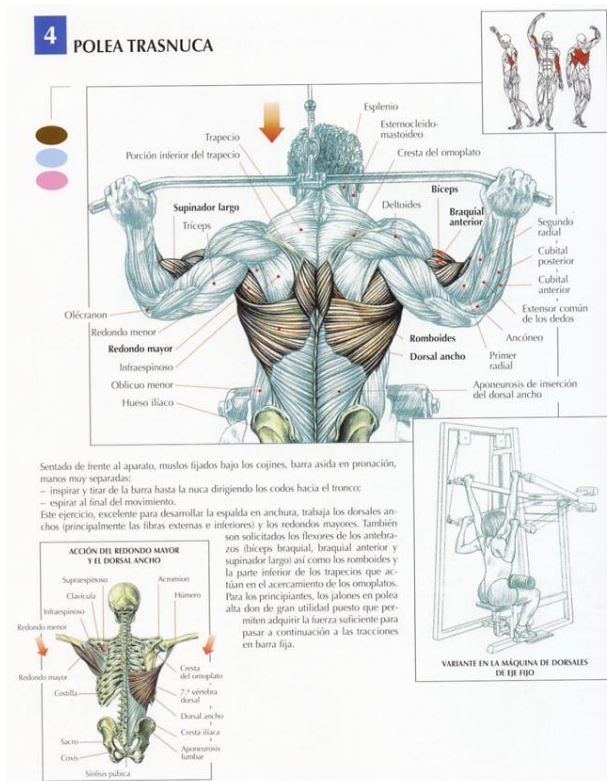 4
POLEA TRASNUCA
Esplenio
Esternocleido-
mastoideo
Trapecio
Porción inferior del trapecio
Cresta del omoplato
Bíceps
Supinador largo
Deltoides
Braquial
anterior
Tríceps
Segundo
radial
Cubital
posterior
Cubital
anterior
Olécranon
Extensor común
de los dedos
Redondo menor
Ancóneo
Redondo mayor
Romboides
Primer
radial
Dorsal ancho
Infraespinoso
Oblicuo menor
Aponeurosis de inserción
del dorsal ancho
Hueso ilíaco
Sentado de frente al aparato, muslos fijados bajo los cojines, barra asida en pronación,
manos muy separadas:
– inspirar y tirar de la barra hasta la nuca dirigiendo los codos hacia el tronco;
– espirar al final del movimiento.
Este ejercicio, excelente para desarrollar la espalda en anchura, trabaja los dorsales an-
chos (principalmente las fibras externas e inferiores) y los redondos mayores. También
son solicitados los flexores de los antebra-
zos (bíceps braquial, braquial anterior y
supinador largo) así como los romboides y
la parte inferior de los trapecios que ac-
túan en el acercamiento de los omoplatos.
Para los principiantes, los jalones en polea
alta don de gran utilidad puesto que per-
miten adquirir la fuerza suficiente para
pasar a continuación a las tracciones
en barra fija.
ACCIÓN DEL REDONDO MAYOR
Y EL DORSAL ANCHO
Supraespinoso
Acromion
Clavícula
Húmero
Infraespinoso
Redondo menor
Redondo mayor
Cresta
del omoplato
Costilla
7.ª vértebra
dorsal
Dorsal ancho
Cresta ilíaca
Sacro
Aponeurosis
lumbar
Coxis
Sínfisis púbica
VARIANTE EN LA MÁQUINA DE DORSALES
DE EJE FIJO